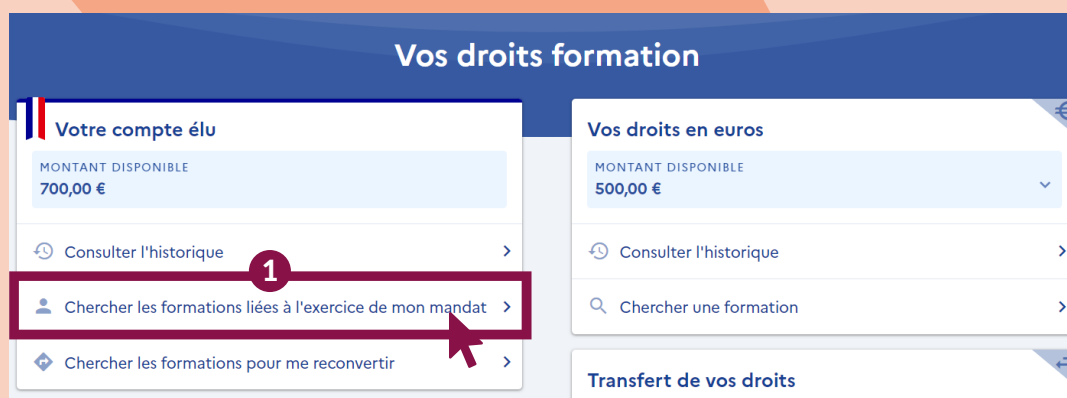 Vos droits formation
Votre compte élu
MONTANT DISPONIBLE
700,00 €
Consulter l'historique
1
Chercher les formations liées à l'exercice de mon mandat
Chercher les formations pour me reconvertir
Vos droits en euros
MONTANT DISPONIBLE
500,00 €
Consulter l'historique
Chercher une formation
Transfert de vos droits